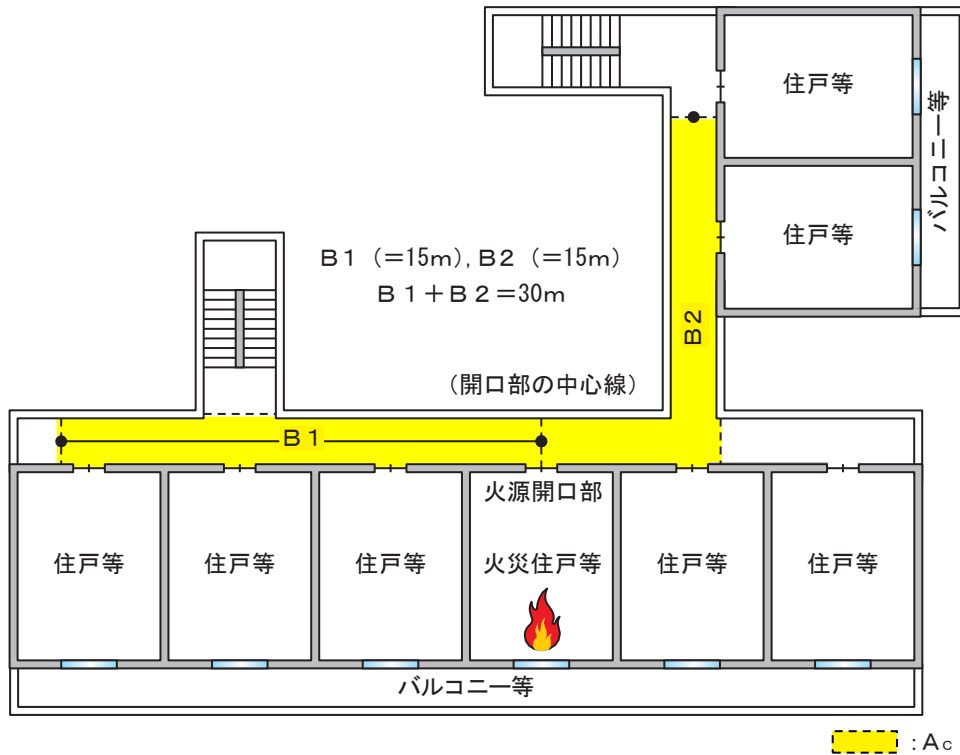 住戸等
バルコニー等
住戸等
B1（=15m），B2（=15m）
B1＋B2＝30m
B2
（開口部の中心線）
B1
火源開口部
住戸等
住戸等
住戸等
火災住戸等
住戸等
住戸等
バルコニー等
：Ac